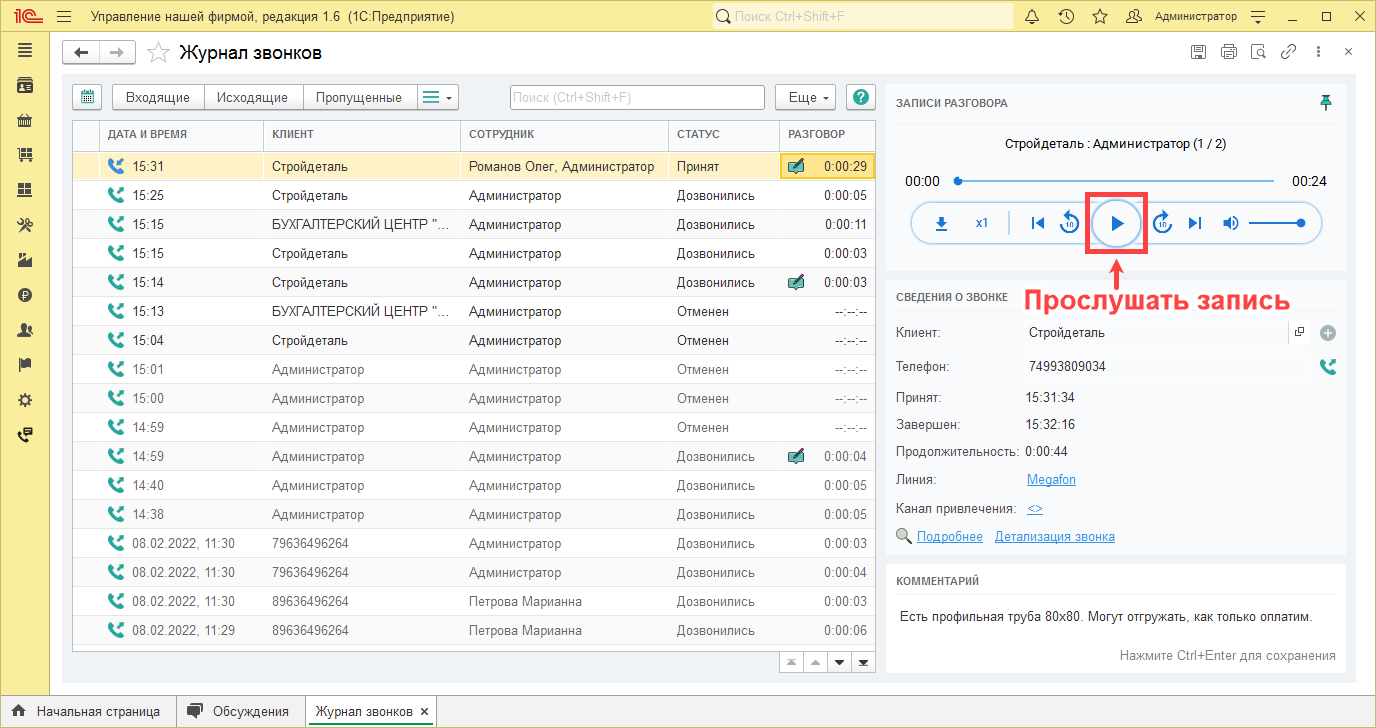 1С Управление нашей фирмой, редакция 1.6 (1С:Предприятие) Поиск Ctrl+Shift+F Администратор
Журнал звонков
Входящие Исходящие Пропущенные Поиск (Ctrl+Shift+F) Еще ?
ДАТА И ВРЕМЯ КЛИЕНТ СОТРУДНИК СТАТУС РАЗГОВОР
15:31 Стройдеталь Романов Олег, Администратор Принят 0:00:29
15:25 Стройдеталь Администратор Дозвонились 0:00:05
15:15 БУХГАЛТЕРСКИЙ ЦЕНТР "... Администратор Дозвонились 0:00:11
15:15 Стройдеталь Администратор Дозвонились 0:00:03
15:14 Стройдеталь Администратор Дозвонились 0:00:03
15:13 БУХГАЛТЕРСКИЙ ЦЕНТР "... Администратор Отменен --:--:--
15:04 Стройдеталь Администратор Отменен --:--:--
15:01 Администратор Администратор Отменен --:--:--
15:00 Администратор Администратор Отменен --:--:--
14:59 Администратор Администратор Отменен --:--:--
14:59 Администратор Администратор Дозвонились 0:00:04
14:40 Администратор Администратор Дозвонились 0:00:05
14:38 Администратор Администратор Дозвонились 0:00:05
08.02.2022, 11:30 79636496264 Администратор Дозвонились 0:00:03
08.02.2022, 11:30 79636496264 Администратор Дозвонились 0:00:04
08.02.2022, 11:30 89636496264 Петрова Марианна Дозвонились 0:00:03
08.02.2022, 11:29 89636496264 Петрова Марианна Дозвонились 0:00:06
ЗАПИСИ РАЗГОВОРА
Стройдеталь : Администратор (1 / 2)
00:00 00:24
x1 10 10
Прослушать запись
СВЕДЕНИЯ О ЗВОНКЕ
Клиент: Стройдеталь
Телефон: 74993809034
Принят: 15:31:34
Завершен: 15:32:16
Продолжительность: 0:00:44
Линия: Megafon
Канал привлечения: <>
Подробнее Детализация звонка
КОММЕНТАРИЙ
Есть профильная труба 80х80. Могут отгружать, как только оплатим.
Нажмите Ctrl+Enter для сохранения
Начальная страница Обсуждения Журнал звонков